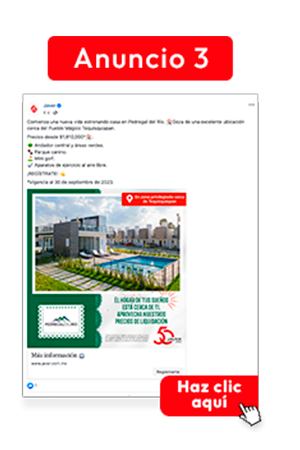 Anuncio 3
Javer
Comienza una nueva vida estrenando casa en Pedregal del Río. Goza de una excelente ubicación
cerca del Pueblo Mágico Tequisquiapan.
Precios desde $1,813,000*
Andador central y áreas verdes.
Parque canino.
Mini golf.
Aparatos de ejercicio al aire libre.
¡REGÍSTRATE!
*Vigencia al 30 de septiembre de 2023.
En zona privilegiada cerca
de Tequisquiapan
EL HOGAR DE TUS SUEÑOS
ESTÁ CERCA DE TI,
APROVECHA NUESTROS
PRECIOS DE LIQUIDACIÓN
PEDREGAL DEL RÍO
50
JAVER
Más información
www.javer.com.mx
Registrarte
Haz clic
aquí